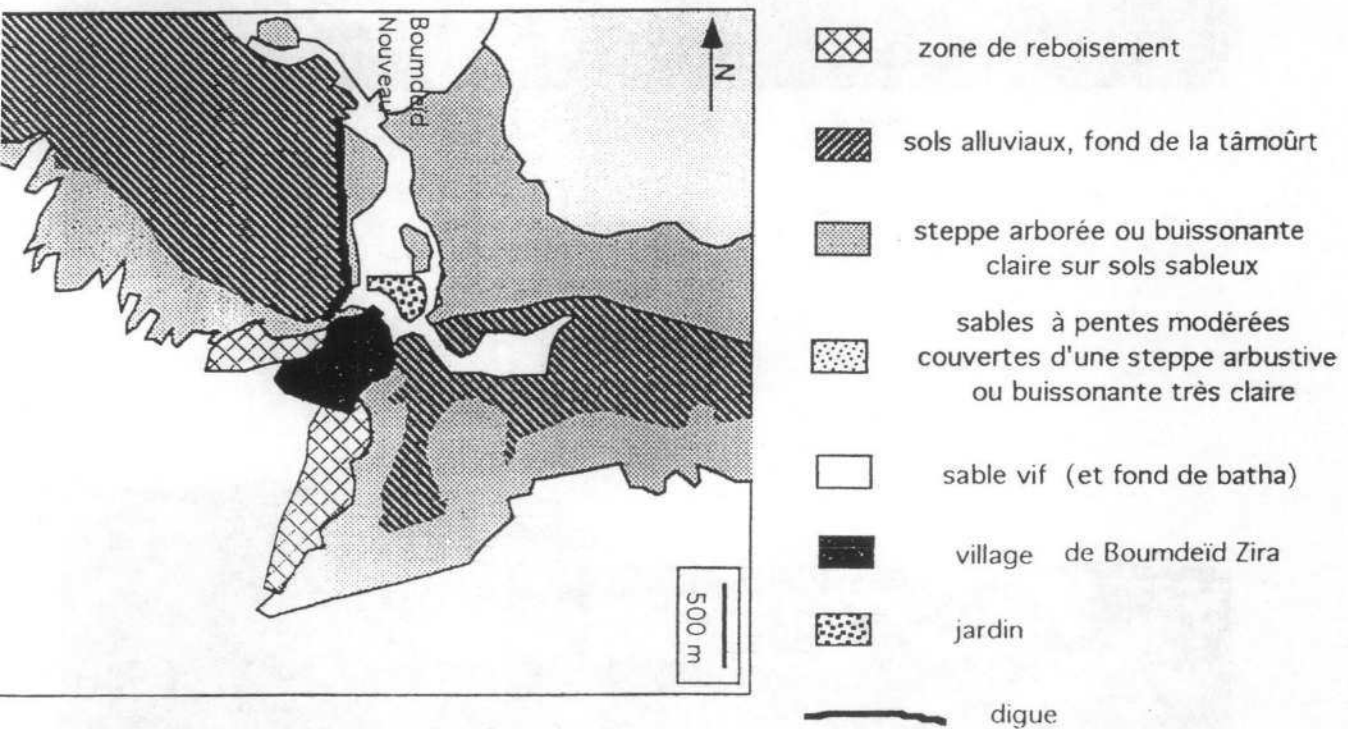 Boumdeïd
Nouveau
N
500 m
zone de reboisement
sols alluviaux, fond de la tâmoûrt
steppe arborée ou buissonante
claire sur sols sableux
sables à pentes modérées
couvertes d'une steppe arbustive
ou buissonante très claire
sable vif (et fond de batha)
village de Boumdeïd Zira
jardin
digue